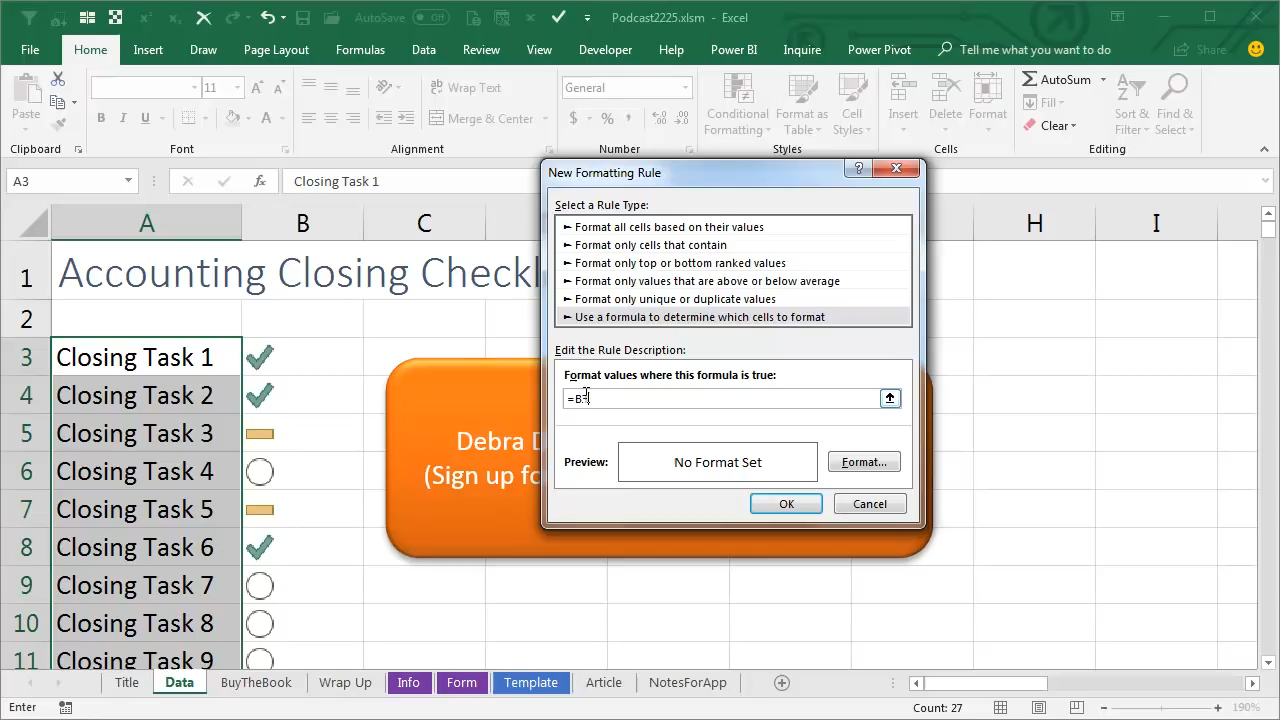 AutoSave Off
Podcast2225.xlsm - Excel
File Home Insert Draw Page Layout Formulas Data Review View Developer Help Power BI Inquire Power Pivot Tell me what you want to do Share
Paste
Clipboard
11 A A
B I U A
Font
Wrap Text
Merge & Center
Alignment
General
$ % ,
Number
Conditional Formatting
Format as Table
Cell Styles
Styles
Insert
Delete
Format
Cells
AutoSum
Fill
Clear
Sort & Filter
Find & Select
Editing
A3
fx
Closing Task 1
A B C H I
1 Accounting Closing Checkl
2
3 Closing Task 1
4 Closing Task 2
5 Closing Task 3
6 Closing Task 4
7 Closing Task 5
8 Closing Task 6
9 Closing Task 7
10 Closing Task 8
11 Closing Task 9
Debra D
(Sign up fo
New Formatting Rule
Select a Rule Type:
► Format all cells based on their values
► Format only cells that contain
► Format only top or bottom ranked values
► Format only values that are above or below average
► Format only unique or duplicate values
► Use a formula to determine which cells to format
Edit the Rule Description:
Format values where this formula is true:
Preview:
No Format Set
Format...
OK
Cancel
Title Data BuyTheBook Wrap Up Info Form Template Article NotesForApp
Enter
Count: 27
190%